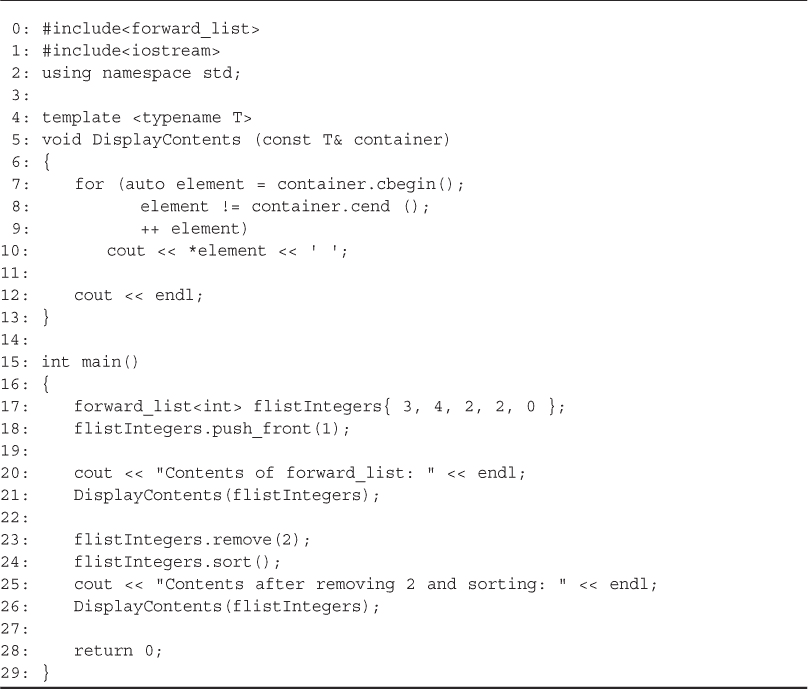 0: #include<forward_list>
1: #include<iostream>
2: using namespace std;
3:
4: template <typename T>
5: void DisplayContents (const T& container)
6: {
7:    for (auto element = container.cbegin();
8:          element != container.cend ();
9:          ++ element)
10:       cout << *element << ' ';
11:
12:    cout << endl;
13: }
14:
15: int main()
16: {
17:    forward_list<int> flistIntegers{ 3, 4, 2, 2, 0 };
18:    flistIntegers.push_front(1);
19:
20:    cout << "Contents of forward_list: " << endl;
21:    DisplayContents(flistIntegers);
22:
23:    flistIntegers.remove(2);
24:    flistIntegers.sort();
25:    cout << "Contents after removing 2 and sorting: " << endl;
26:    DisplayContents(flistIntegers);
27:
28:    return 0;
29: }